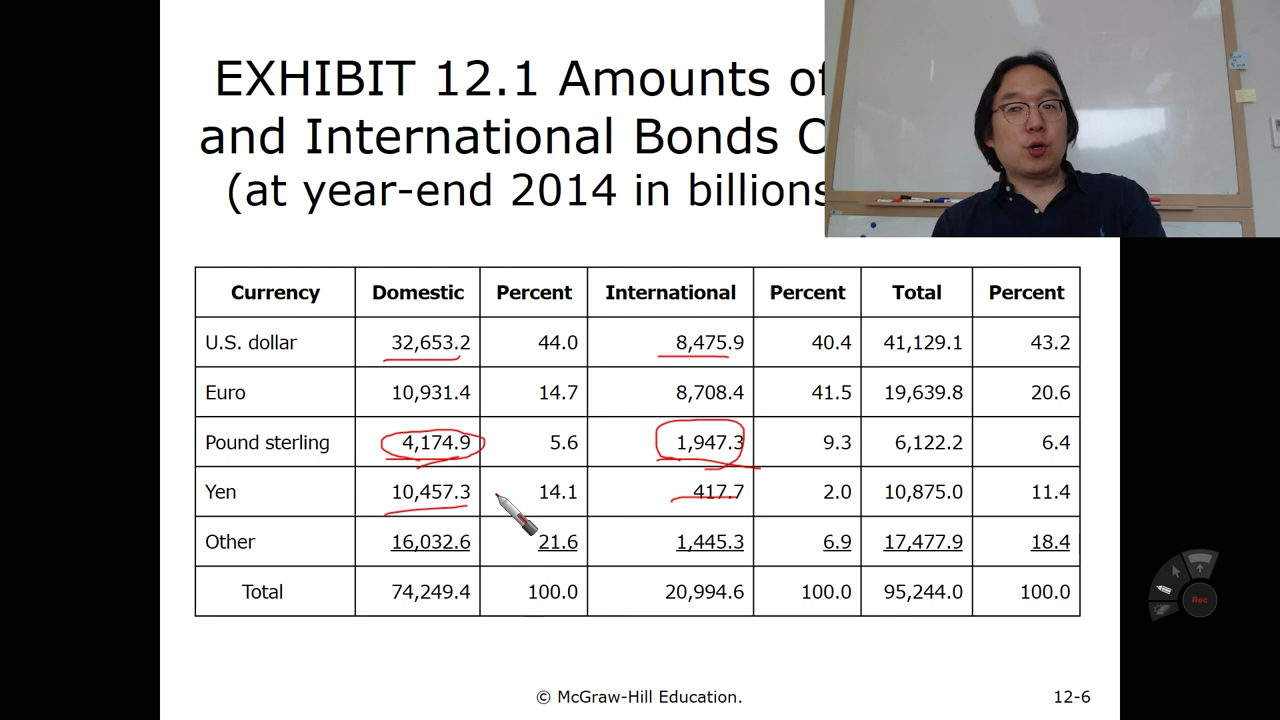 EXHIBIT 12.1 Amounts of
and International Bonds
(at year-end 2014 in billions
Currency Domestic Percent International Percent Total Percent
U.S. dollar 32,653.2 44.0 8,475.9 40.4 41,129.1 43.2
Euro 10,931.4 14.7 8,708.4 41.5 19,639.8 20.6
Pound sterling 4,174.9 5.6 1,947.3 9.3 6,122.2 6.4
Yen 10,457.3 14.1 417.7 2.0 10,875.0 11.4
Other 16,032.6 21.6 1,445.3 6.9 17,477.9 18.4
Total 74,249.4 100.0 20,994.6 100.0 95,244.0 100.0
Rec
© McGraw-Hill Education.
12-6